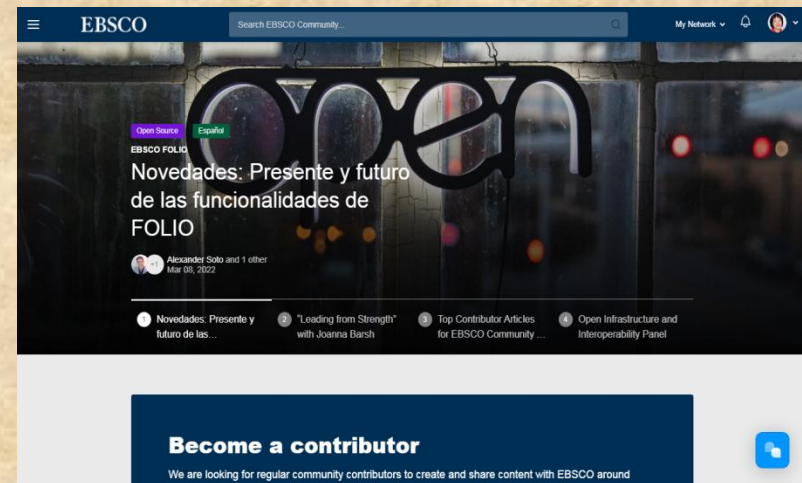 EBSCO
Search EBSCO Community...
My Network
open
Open Source
Español
EBSCO FOLIO
Novedades: Presente y futuro
de las funcionalidades de
FOLIO
+1
Alexander Soto and 1 other
Mar 08, 2022
1 Novedades: Presente y
futuro de las...
2 "Leading from Strength"
with Joanna Barsh
3 Top Contributor Articles
for EBSCO Community ...
4 Open Infrastructure and
Interoperability Panel
Become a contributor
We are looking for regular community contributors to create and share content with EBSCO around